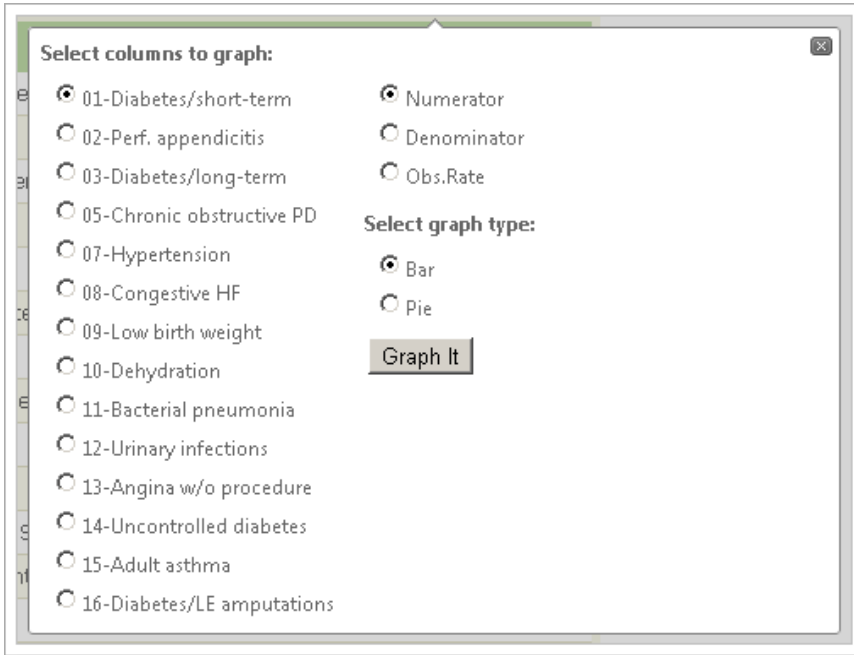 Select columns to graph:
01-Diabetes/short-term
02-Perf. appendicitis
03-Diabetes/long-term
05-Chronic obstructive PD
07-Hypertension
08-Congestive HF
09-Low birth weight
10-Dehydration
11-Bacterial pneumonia
12-Urinary infections
13-Angina w/o procedure
14-Uncontrolled diabetes
15-Adult asthma
16-Diabetes/LE amputations
Numerator
Denominator
Obs.Rate
Select graph type:
Bar
Pie
Graph It